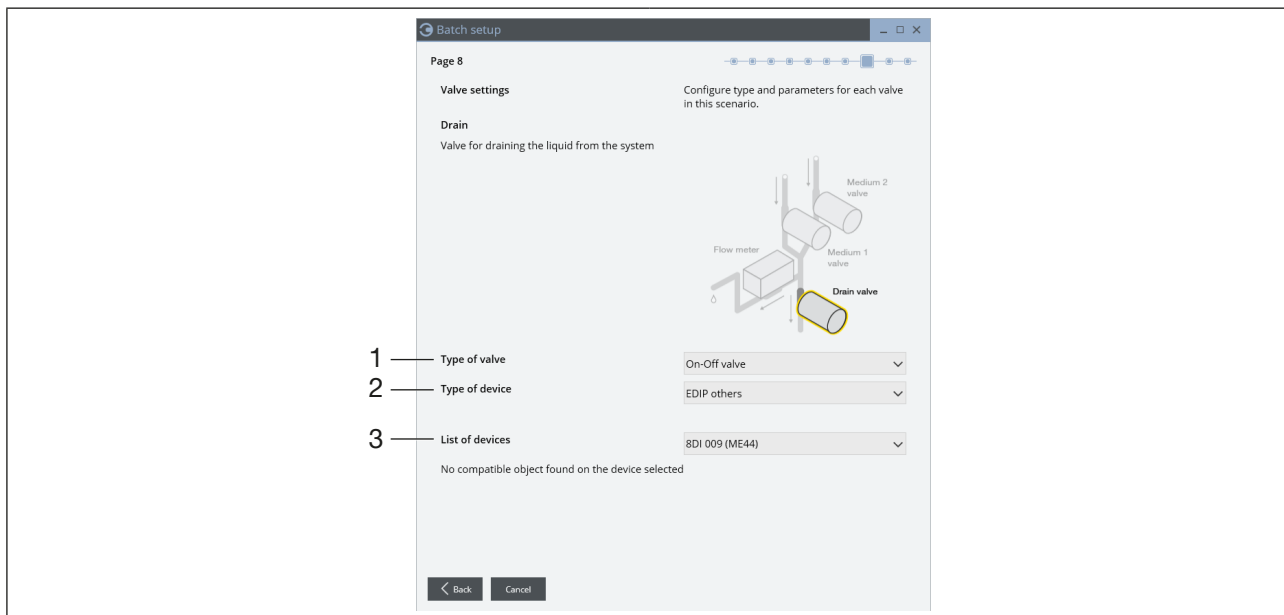 Batch setup
Page 8
Valve settings
Configure type and parameters for each valve
in this scenario.
Drain
Valve for draining the liquid from the system
Medium 2
valve
Flow meter
Medium 1
valve
Drain valve
1 Type of valve On-Off valve
2 Type of device EDIP others
3 List of devices 8DI 009 (ME44)
No compatible object found on the device selected
Back Cancel